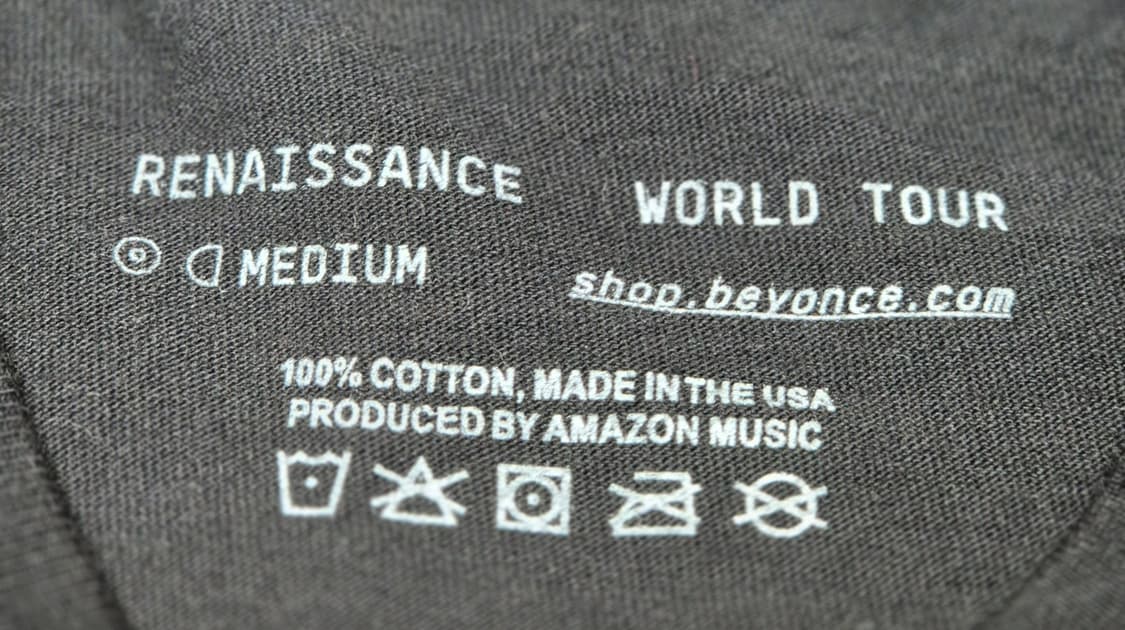 RENAISSANCE WORLD TOUR
MEDIUM shop.beyonce.com
100% COTTON, MADE IN THE USA
PRODUCED BY AMAZON MUSIC